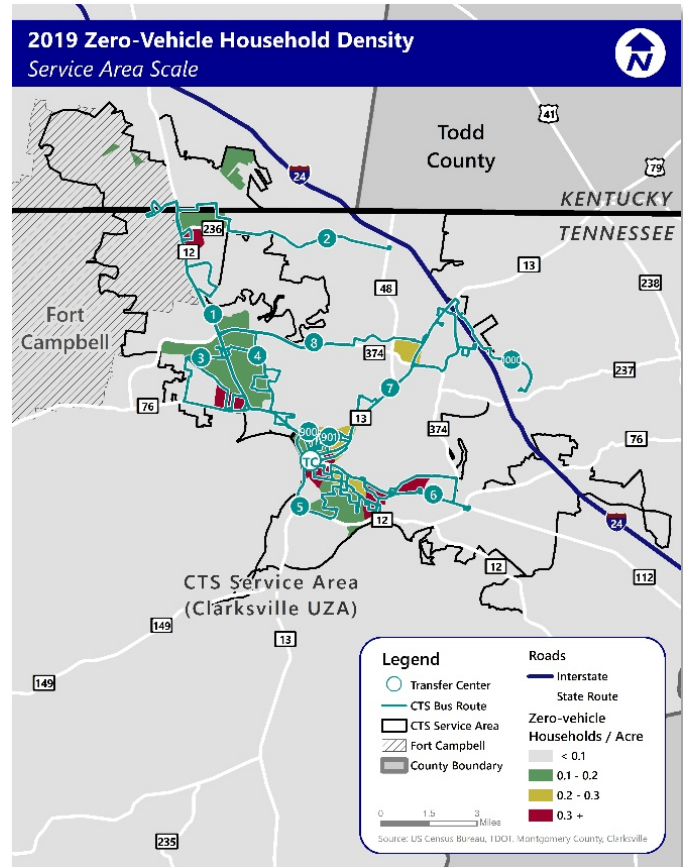 2019 Zero-Vehicle Household Density
Service Area Scale
N
41
Todd
County
24
79
KENTUCKY
TENNESSEE
236
2
12
13
48
238
1
Fort
Campbell
8
3
4
374
1000
237
7
76
13
374
900
901
76
TC
6
5
12
24
12
112
CTS Service Area
(Clarksville UZA)
149
13
149
235
Legend
Transfer Center
CTS Bus Route
CTS Service Area
Fort Campbell
County Boundary
0 1.5 3
Miles
Roads
Interstate
State Route
Zero-vehicle
Households / Acre
< 0.1
0.1 - 0.2
0.2 - 0.3
0.3 +
Source: US Census Bureau, TDOT, Montgomery County, Clarksville